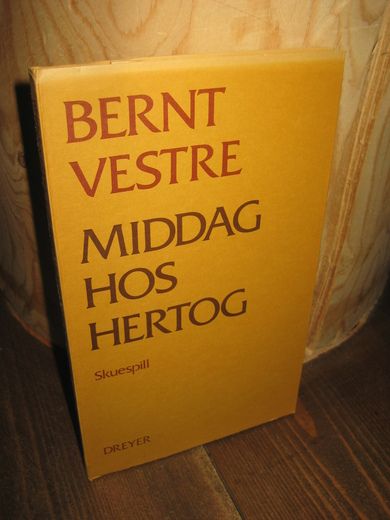 BERNT
VESTRE
MIDDAG
HOS
HERTOG
Skuespill
DREYER